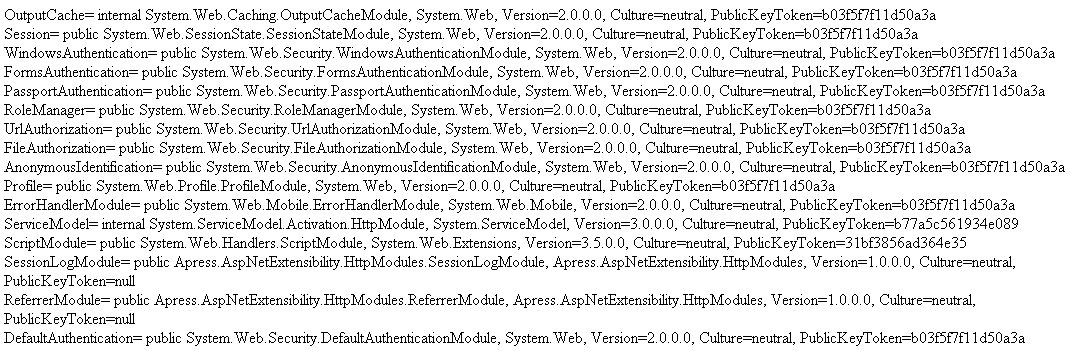 OutputCache= internal System.Web.Caching.OutputCacheModule, System.Web, Version=2.0.0.0, Culture=neutral, PublicKeyToken=b03f5f7f11d50a3a
Session= public System.Web.SessionState.SessionStateModule, System.Web, Version=2.0.0.0, Culture=neutral, PublicKeyToken=b03f5f7f11d50a3a
WindowsAuthentication= public System.Web.Security.WindowsAuthenticationModule, System.Web, Version=2.0.0.0, Culture=neutral, PublicKeyToken=b03f5f7f11d50a3a
FormsAuthentication= public System.Web.Security.FormsAuthenticationModule, System.Web, Version=2.0.0.0, Culture=neutral, PublicKeyToken=b03f5f7f11d50a3a
PassportAuthentication= public System.Web.Security.PassportAuthenticationModule, System.Web, Version=2.0.0.0, Culture=neutral, PublicKeyToken=b03f5f7f11d50a3a
RoleManager= public System.Web.Security.RoleManagerModule, System.Web, Version=2.0.0.0, Culture=neutral, PublicKeyToken=b03f5f7f11d50a3a
UrlAuthorization= public System.Web.Security.UrlAuthorizationModule, System.Web, Version=2.0.0.0, Culture=neutral, PublicKeyToken=b03f5f7f11d50a3a
FileAuthorization= public System.Web.Security.FileAuthorizationModule, System.Web, Version=2.0.0.0, Culture=neutral, PublicKeyToken=b03f5f7f11d50a3a
AnonymousIdentification= public System.Web.Security.AnonymousIdentificationModule, System.Web, Version=2.0.0.0, Culture=neutral, PublicKeyToken=b03f5f7f11d50a3a
Profile= public System.Web.Profile.ProfileModule, System.Web, Version=2.0.0.0, Culture=neutral, PublicKeyToken=b03f5f7f11d50a3a
ErrorHandlerModule= public System.Web.Mobile.ErrorHandlerModule, System.Web.Mobile, Version=2.0.0.0, Culture=neutral, PublicKeyToken=b03f5f7f11d50a3a
ServiceModel= internal System.ServiceModel.Activation.HttpModule, System.ServiceModel, Version=3.0.0.0, Culture=neutral, PublicKeyToken=b77a5c561934e089
ScriptModule= public System.Web.Handlers.ScriptModule, System.Web.Extensions, Version=3.5.0.0, Culture=neutral, PublicKeyToken=31bf3856ad364e35
SessionLogModule= public Apress.AspNetExtensibility.HttpModules.SessionLogModule, Apress.AspNetExtensibility.HttpModules, Version=1.0.0.0, Culture=neutral,
PublicKeyToken=null
ReferrerModule= public Apress.AspNetExtensibility.HttpModules.ReferrerModule, Apress.AspNetExtensibility.HttpModules, Version=1.0.0.0, Culture=neutral,
PublicKeyToken=null
DefaultAuthentication= public System.Web.Security.DefaultAuthenticationModule, System.Web, Version=2.0.0.0, Culture=neutral, PublicKeyToken=b03f5f7f11d50a3a